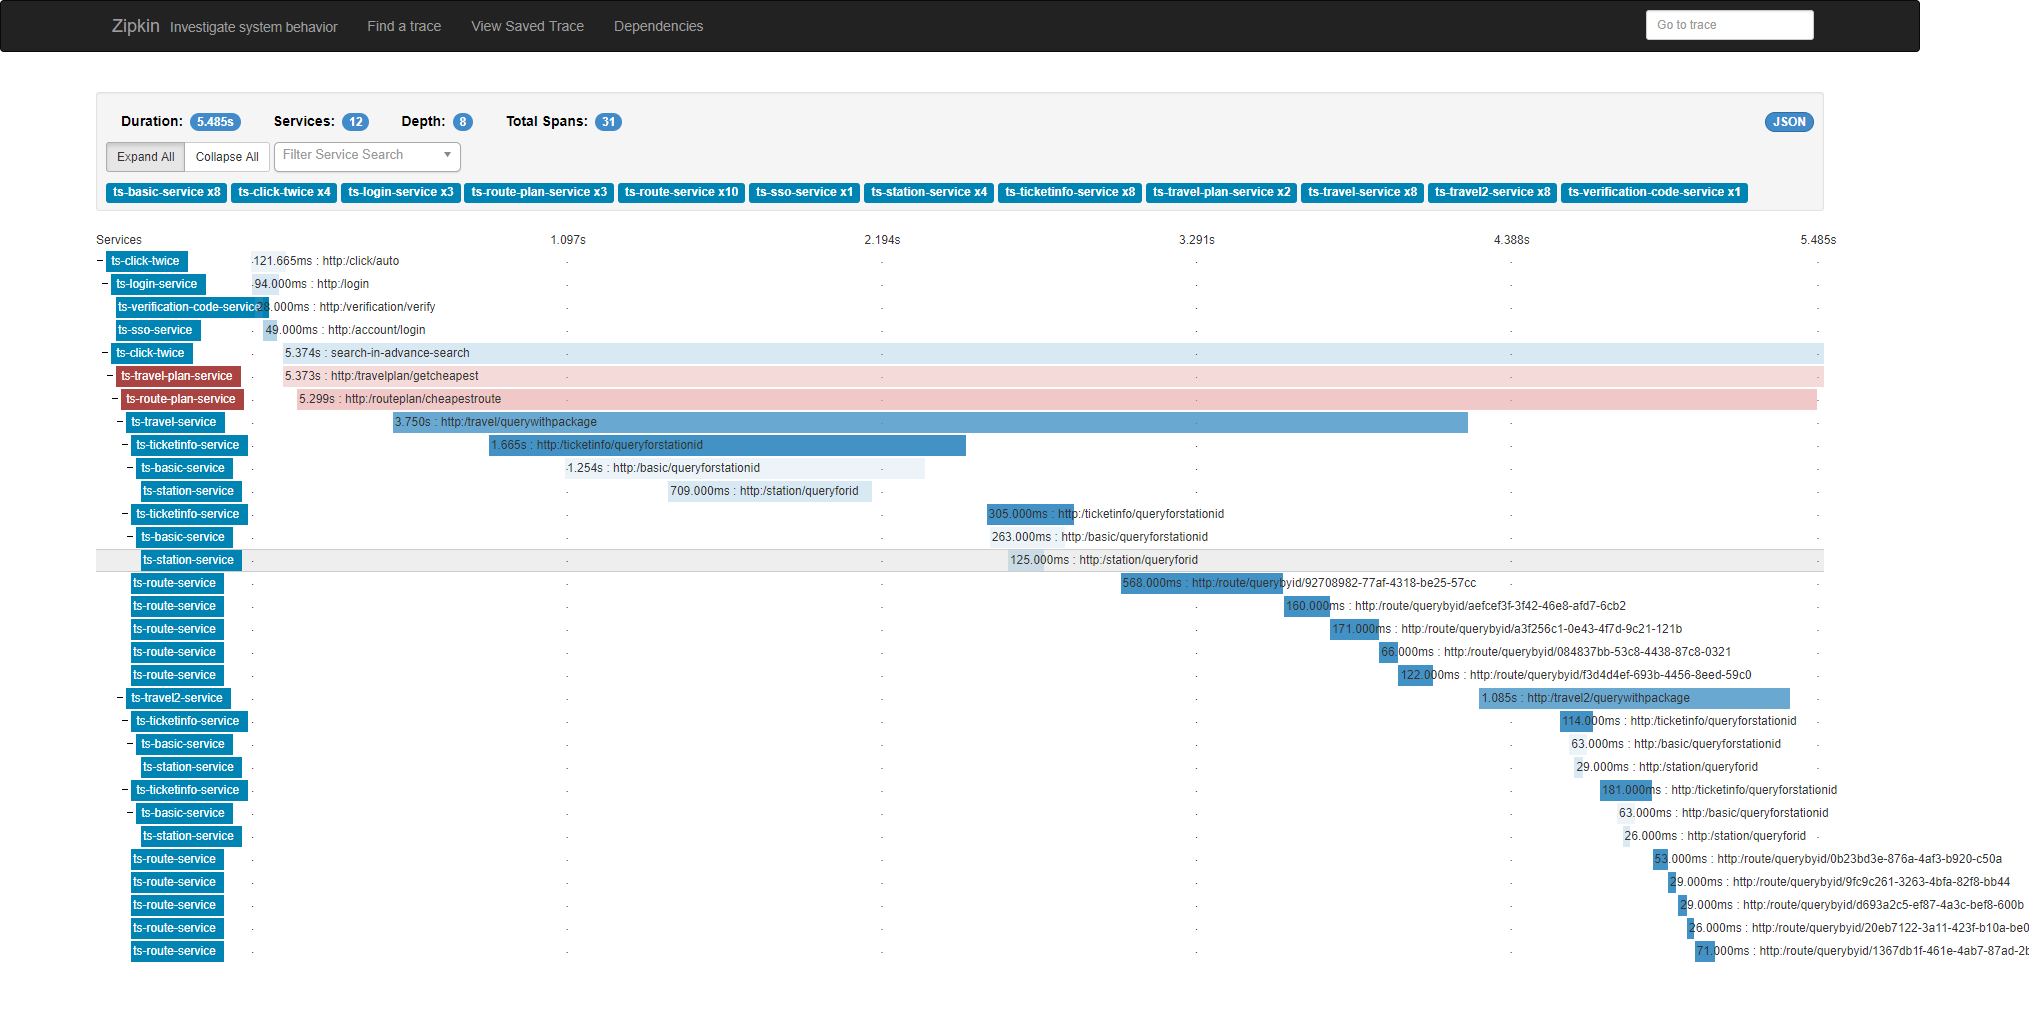 Zipkin Investigate system behavior Find a trace View Saved Trace Dependencies Go to trace
Duration: 5.485s Services: 12 Depth: 8 Total Spans: 31 JSON
Expand All Collapse All Filter Service Search
ts-basic-service x8 ts-click-twice x4 ts-login-service x3 ts-route-plan-service x3 ts-route-service x10 ts-sso-service x1 ts-station-service x4 ts-ticketinfo-service x8 ts-travel-plan-service x2 ts-travel-service x8 ts-travel2-service x8 ts-verification-code-service x1
Services 1.097s 2.194s 3.291s 4.388s 5.485s
ts-click-twice 121.665ms : http:/click/auto
ts-login-service 94.000ms : http:/login
ts-verification-code-service 28.000ms : http:/verification/verify
ts-sso-service 49.000ms : http:/account/login
ts-click-twice 5.374s : search-in-advance-search
ts-travel-plan-service 5.373s : http:/travelplan/getcheapest
ts-route-plan-service 5.299s : http:/routeplan/cheapestroute
ts-travel-service 3.750s : http:/travel/querywithpackage
ts-ticketinfo-service 1.665s : http:/ticketinfo/queryforstationid
ts-basic-service 1.254s : http:/basic/queryforstationid
ts-station-service 709.000ms : http:/station/queryforid
ts-ticketinfo-service 305.000ms : http:/ticketinfo/queryforstationid
ts-basic-service 263.000ms : http:/basic/queryforstationid
ts-station-service 125.000ms : http:/station/queryforid
ts-route-service 568.000ms : http:/route/querybyid/92708982-77af-4318-be25-57cc
ts-route-service 160.000ms : http:/route/querybyid/aefcef3f-3f42-46e8-afd7-6cb2
ts-route-service 171.000ms : http:/route/querybyid/a3f256c1-0e43-4f7d-9c21-121b
ts-route-service 66.000ms : http:/route/querybyid/084837bb-53c8-4438-87c8-0321
ts-route-service 122.000ms : http:/route/querybyid/f3d4d4ef-693b-4456-8eed-59c0
ts-travel2-service 1.085s : http:/travel2/querywithpackage
ts-ticketinfo-service 114.000ms : http:/ticketinfo/queryforstationid
ts-basic-service 63.000ms : http:/basic/queryforstationid
ts-station-service 29.000ms : http:/station/queryforid
ts-ticketinfo-service 181.000ms : http:/ticketinfo/queryforstationid
ts-basic-service 63.000ms : http:/basic/queryforstationid
ts-station-service 26.000ms : http:/station/queryforid
ts-route-service 53.000ms : http:/route/querybyid/0b23bd3e-876a-4af3-b920-c50a
ts-route-service 29.000ms : http:/route/querybyid/9fc9c261-3263-4bfa-82f8-bb44
ts-route-service 29.000ms : http:/route/querybyid/d693a2c5-ef87-4a3c-bef8-600b
ts-route-service 26.000ms : http:/route/querybyid/20eb7122-3a11-423f-b10a-be0
ts-route-service 71.000ms : http:/route/querybyid/1367db1f-461e-4ab7-87ad-2b